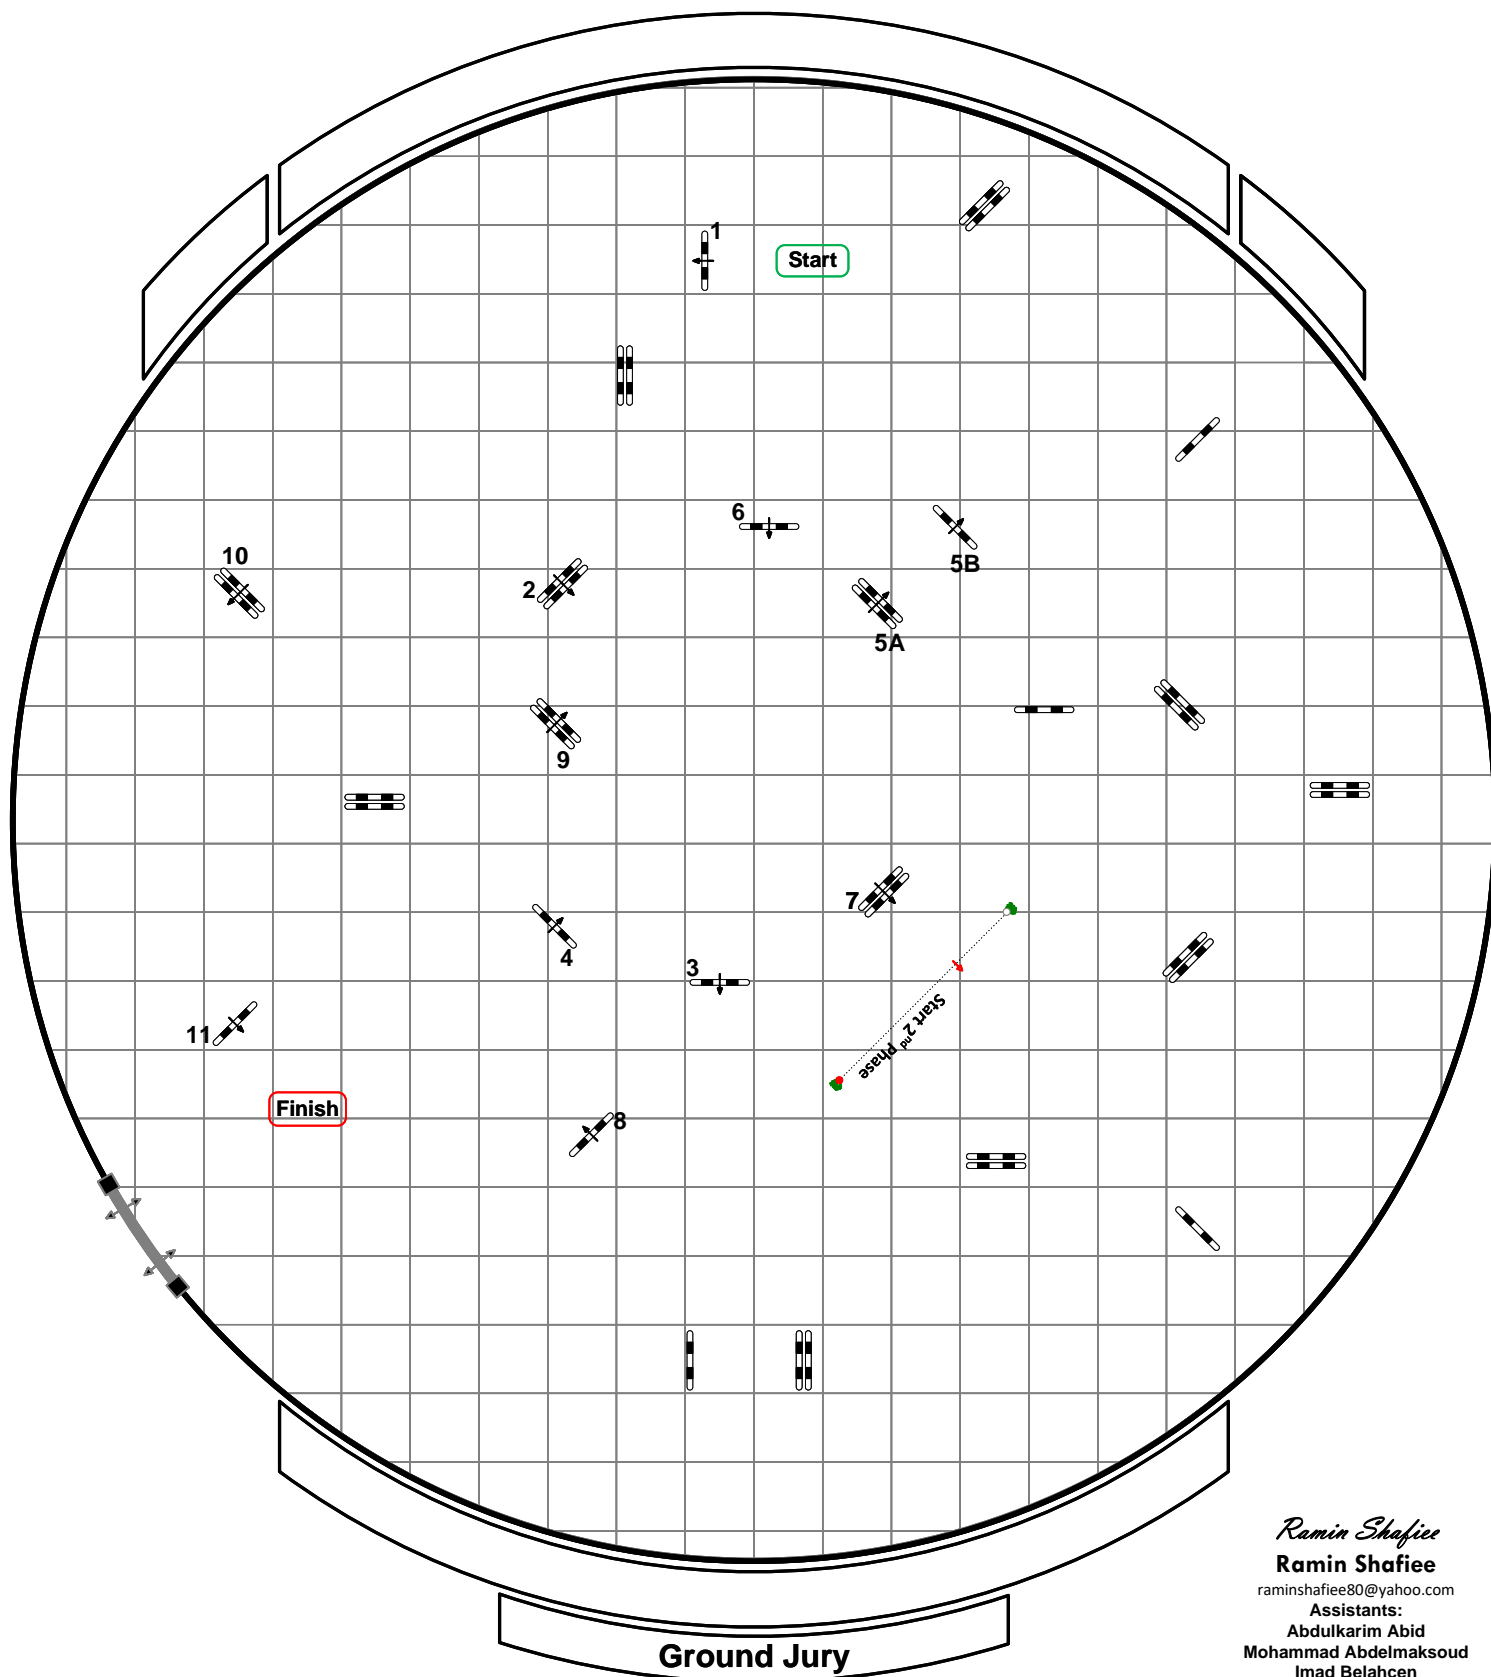 1
Start
6
5B
10
2
5A
9
7
4
3
11
Start 2nd Phase
Finish
8
Ramin Shafiee
Ramin Shafiee
raminshafiee80@yahoo.com
Assistants:
Abdulkarim Abid
Mohammad Abdelmaksoud
Imad Belahcen
Ground Jury